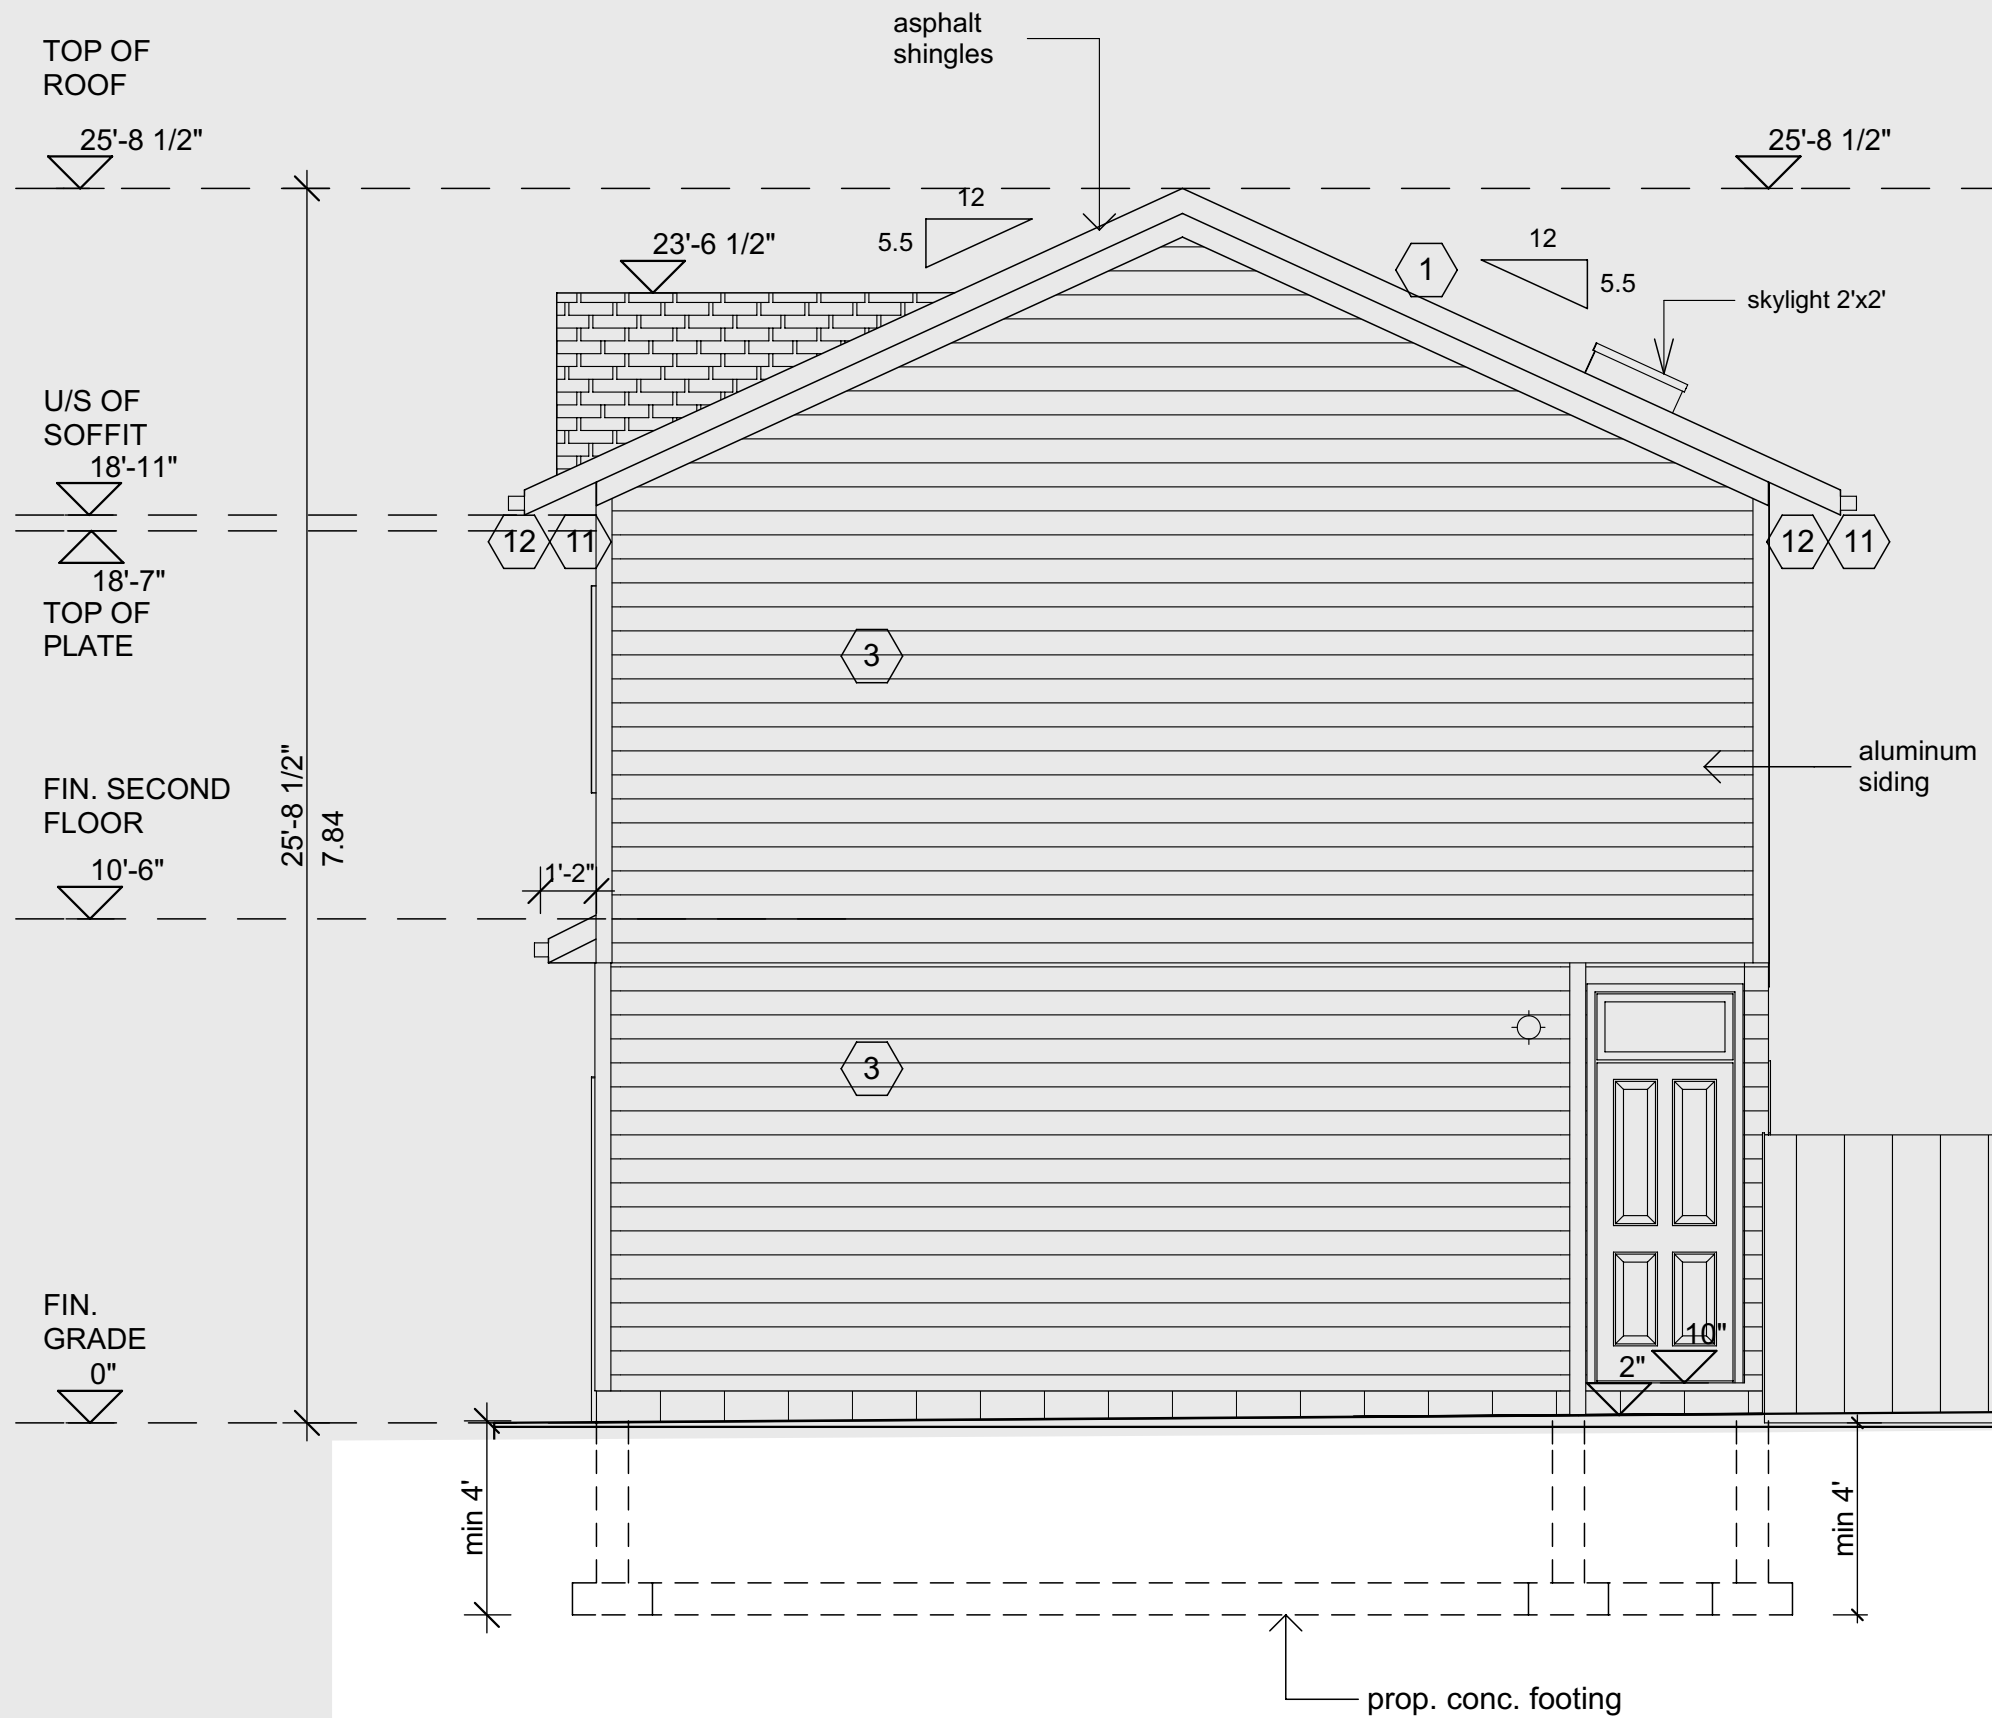 asphalt
shingles
TOP OF
ROOF
25'-8 1/2"
25'-8 1/2"
12
5.5
23'-6 1/2"
1
12
5.5
skylight 2'x2'
U/S OF
SOFFIT
18'-11"
12
11
12
11
18'-7"
TOP OF
PLATE
3
25'-8 1/2"
7.84
aluminum
siding
FIN. SECOND
FLOOR
10'-6"
1'-2"
3
FIN.
GRADE
0"
10"
2"
min 4'
min 4'
prop. conc. footing